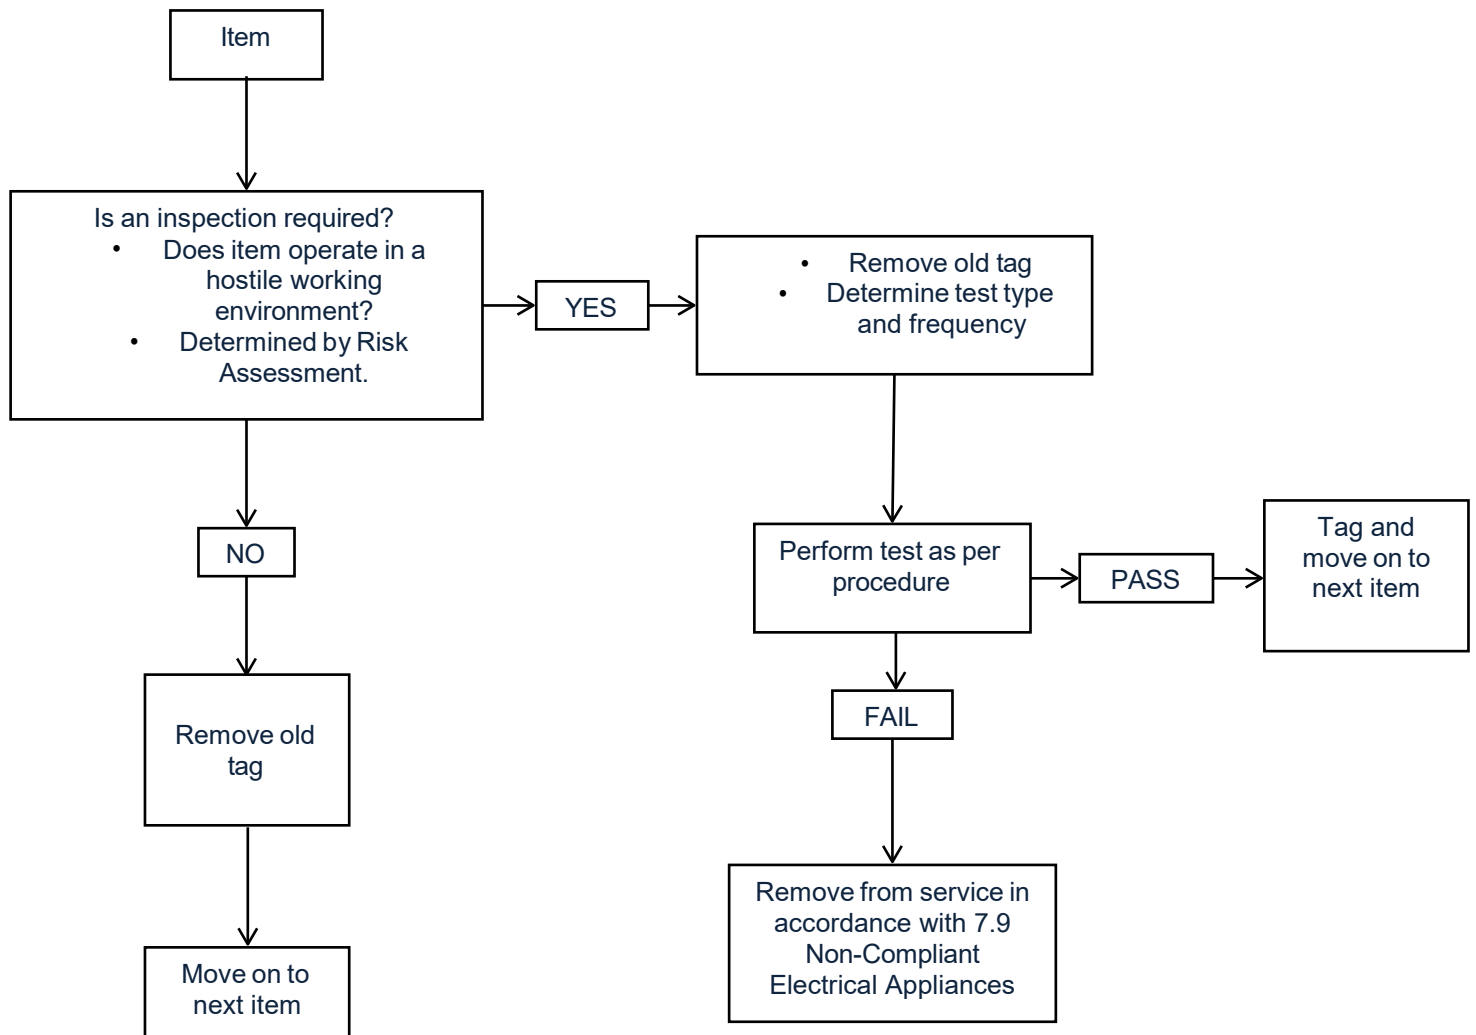 Item
Is an inspection required?
• Does item operate in a
hostile working
environment?
• Determined by Risk
Assessment.
YES
• Remove old tag
• Determine test type
and frequency
NO
Perform test as per
procedure
PASS
Tag and
move on to
next item
FAIL
Remove old
tag
Remove from service in
accordance with 7.9
Non-Compliant
Electrical Appliances
Move on to
next item